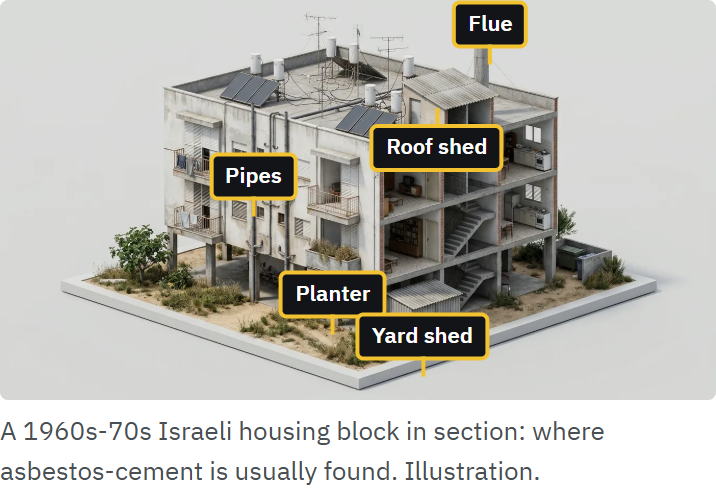 Flue
Roof shed
Pipes
Planter
Yard shed
A 1960s-70s Israeli housing block in section: where
asbestos-cement is usually found. Illustration.